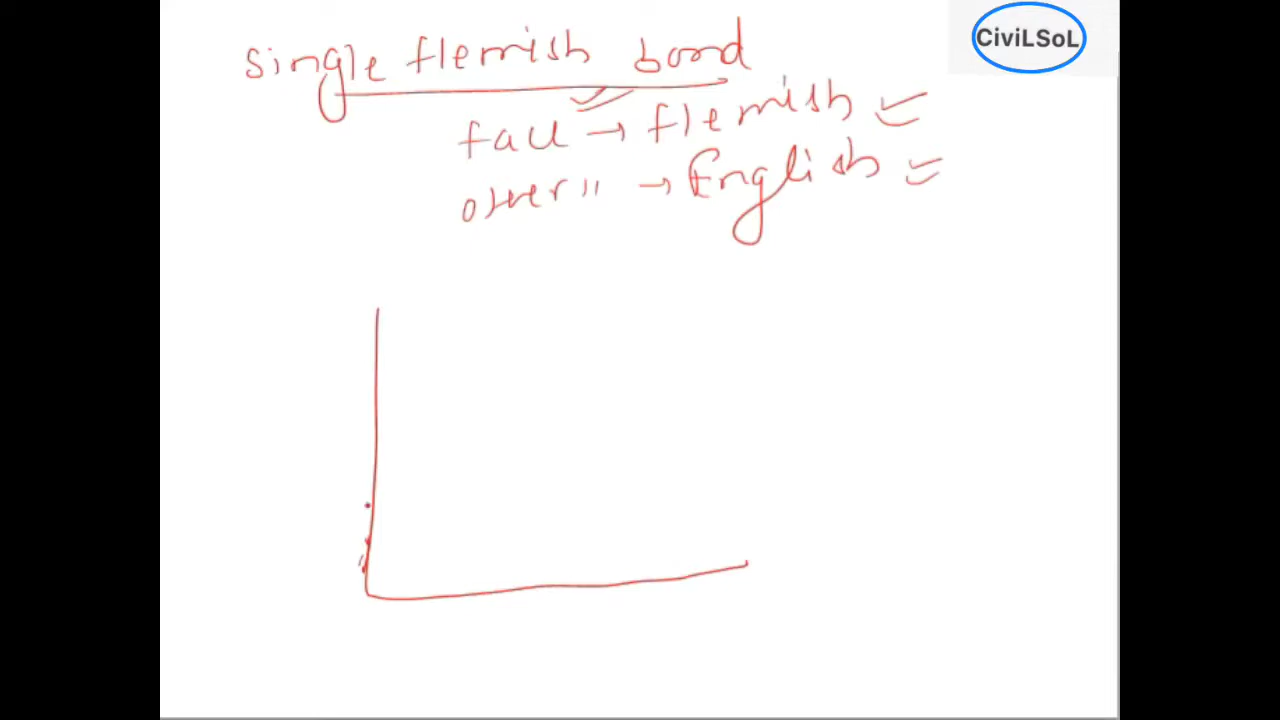 Single flemish bond
CiviLSoL
face → flemish
other " → English